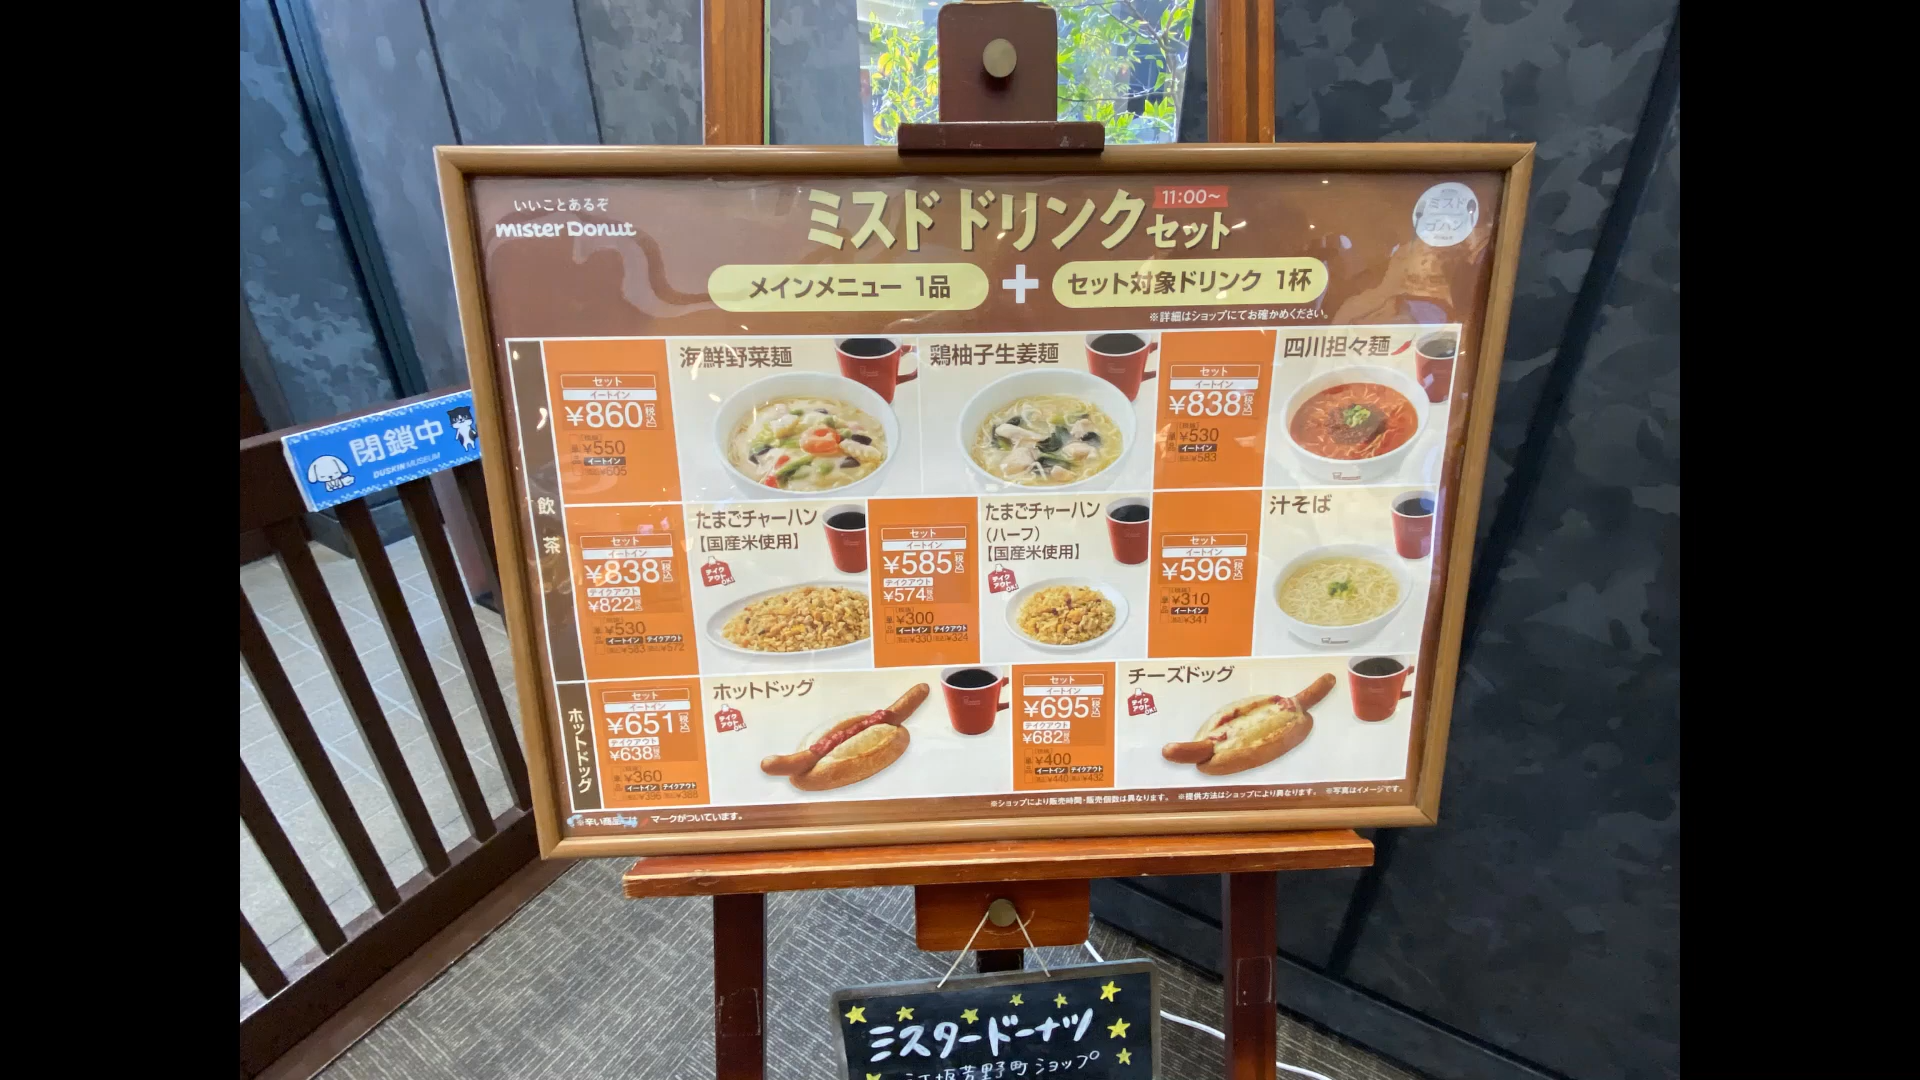 いいことあるぞ
mister Donut
ミスド ドリンクセット
11:00~
ミスド
ゴハン
メインメニュー 1品
+
セット対象ドリンク 1杯
※詳細はショップにてお確かめください。
飲茶
セット
イートイン
¥860[税込]
¥550
イートイン
¥605
海鮮野菜麺
鶏柚子生姜麺
セット
イートイン
¥838[税込]
¥530
イートイン
¥583
四川担々麺
セット
イートイン
¥838[税込]
テイクアウト
¥822
¥530
イートイン テイクアウト
¥583 ¥572
たまごチャーハン
【国産米使用】
テイクアウトOK!
セット
イートイン
¥585[税込]
テイクアウト
¥574
¥300
イートイン テイクアウト
¥330 ¥324
たまごチャーハン
(ハーフ)
【国産米使用】
テイクアウトOK!
セット
イートイン
¥596[税込]
¥310
イートイン
¥341
汁そば
ホットドッグ
セット
イートイン
¥651[税込]
テイクアウト
¥638
¥360
イートイン テイクアウト
¥396 ¥388
ホットドッグ
テイクアウトOK!
セット
イートイン
¥695[税込]
テイクアウト
¥682
¥400
イートイン テイクアウト
¥440 ¥432
チーズドッグ
テイクアウトOK!
※ショップにより販売時間・販売個数は異なります。 ※提供方法はショップにより異なります。 ※写真はイメージです。
※辛い商品には マークがついています。
閉鎖中
DUSKIN MUSEUM
ミスタードーナツ
江坂芳野町ショップ